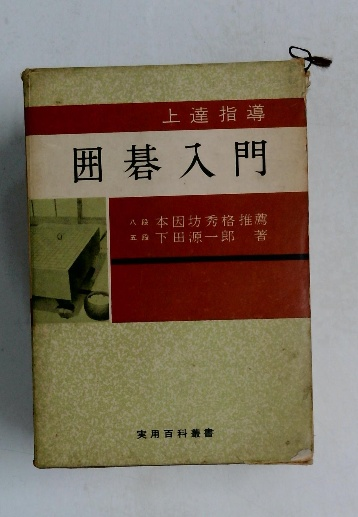 上達指導
囲碁入門
八段 本因坊秀格推薦
五段 下田源一郎 著
実用百科叢書